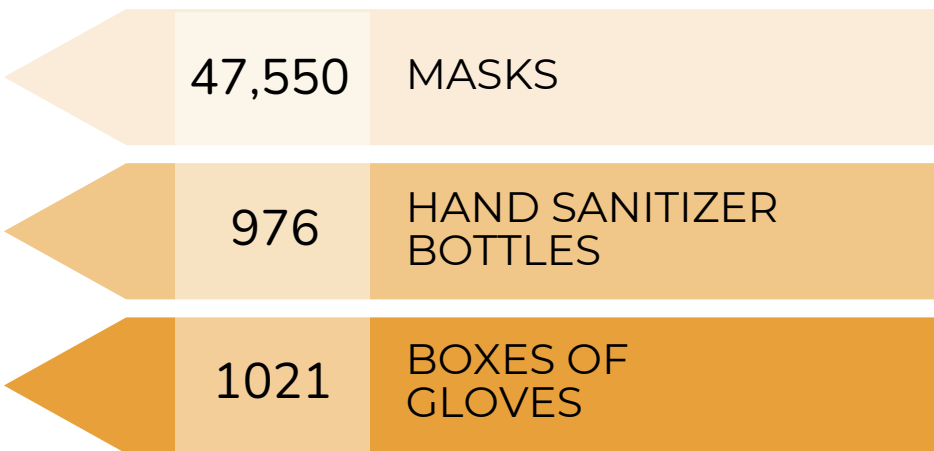 47,550 MASKS
976 HAND SANITIZER
BOTTLES
1021 BOXES OF
GLOVES